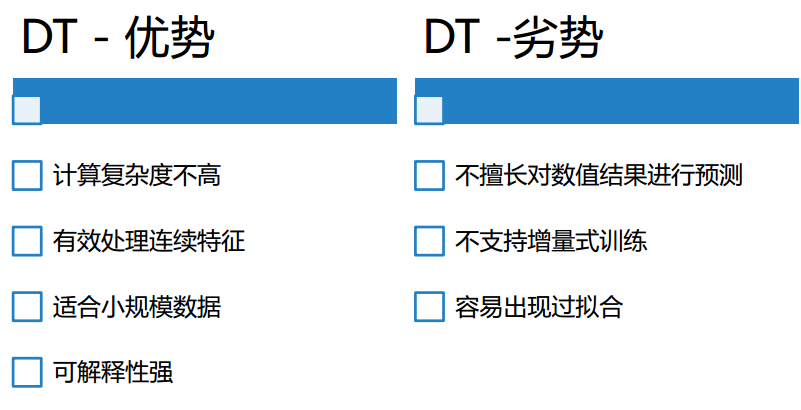 DT - 优势
计算复杂度不高
有效处理连续特征
适合小规模数据
可解释性强
DT -劣势
不擅长对数值结果进行预测
不支持增量式训练
容易出现过拟合